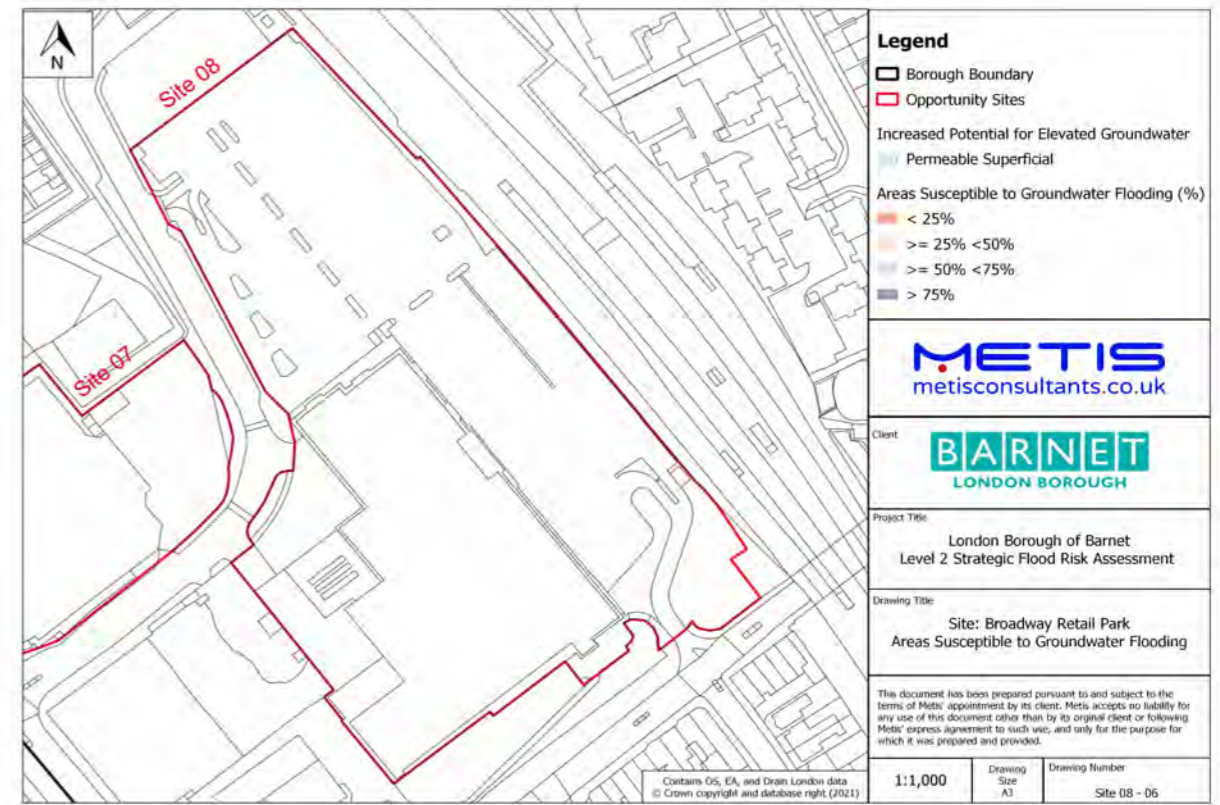 N
Site 08
Site 07
Legend
Borough Boundary
Opportunity Sites
Increased Potential for Elevated Groundwater
Permeable Superficial
Areas Susceptible to Groundwater Flooding (%)
< 25%
>= 25% <50%
>= 50% <75%
> 75%
METIS
metisconsultants.co.uk
Client
BARNET
LONDON BOROUGH
Project Title
London Borough of Barnet
Level 2 Strategic Flood Risk Assessment
Drawing Title
Site: Broadway Retail Park
Areas Susceptible to Groundwater Flooding
This document has been prepared pursuant to and subject to the
terms of Metis' appointment by its client. Metis accepts no liability for
any use of this document other than by its orginal client or following
Metis' express agreement to such use, and only for the purpose for
which it was prepared and provided.
Contains OS, EA, and Drain London data
© Crown copyright and database right (2021)
1:1,000
Drawing
Size
A3
Drawing Number
Site 08 - 06